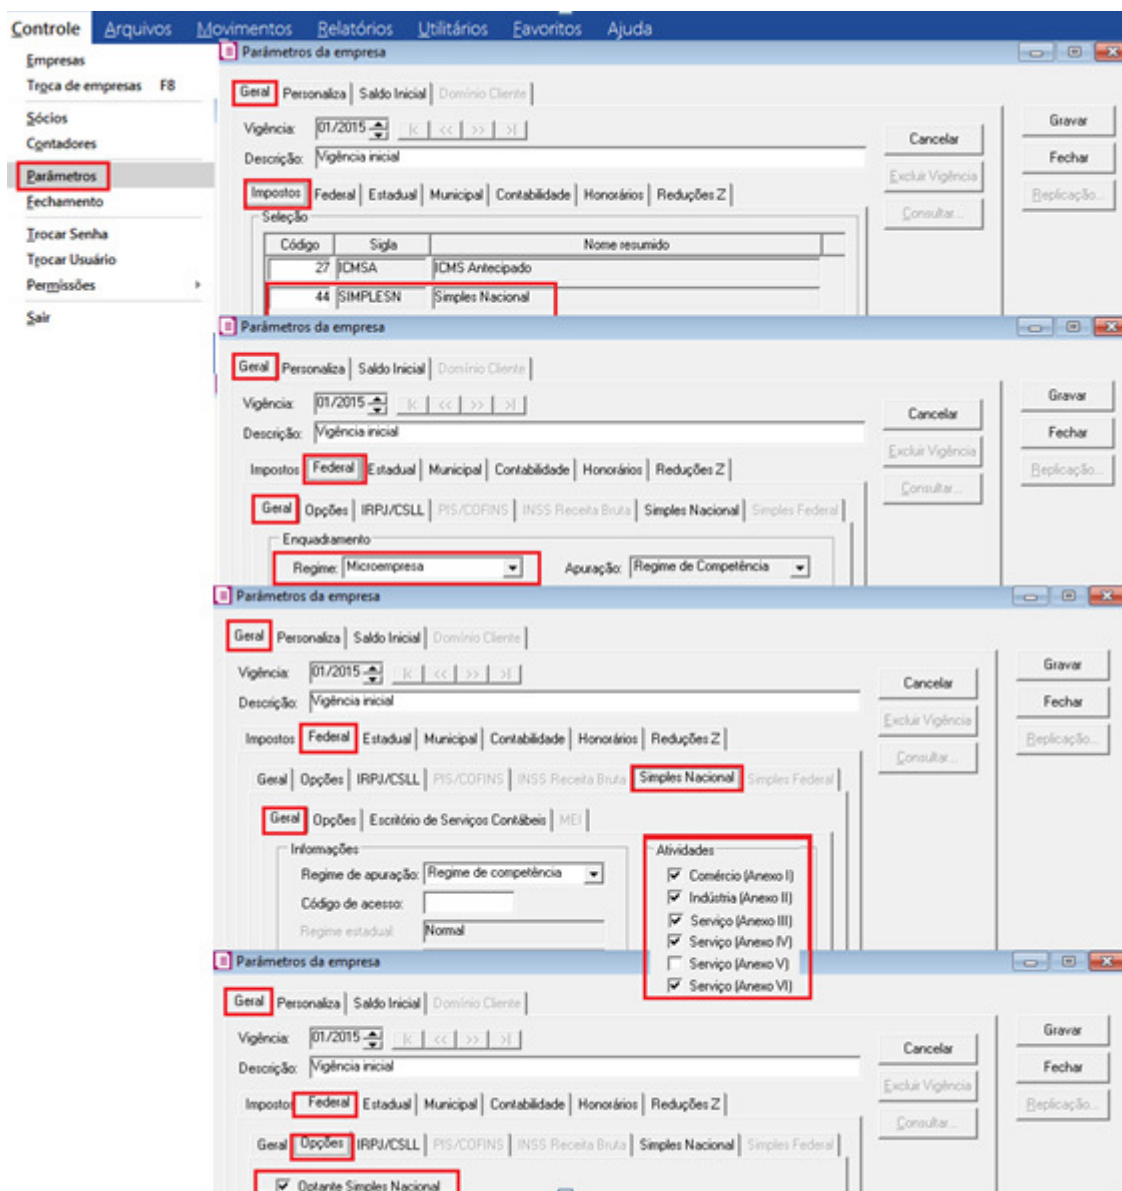 Controle Arquivos Movimentos Relatórios Utilitários Favoritos Ajuda
Empresas
Troca de empresas F8
Sócios
Contadores
Parâmetros
Fechamento
Trocar Senha
Trocar Usuário
Permissões
Sair
Parâmetros da empresa
Geral Personaliza Saldo Inicial Domínio Cliente
Vigência: 01/2015 |< << >> >|
Descrição: Vigência inicial
Impostos Federal Estadual Municipal Contabilidade Honorários Reduções Z
Seleção
Código Sigla Nome resumido
27 ICMSA ICMS Antecipado
44 SIMPLESN Simples Nacional
Cancelar
Excluir Vigência
Consultar...
Gravar
Fechar
Replicação...
Parâmetros da empresa
Geral Personaliza Saldo Inicial Domínio Cliente
Vigência: 01/2015 |< << >> >|
Descrição: Vigência inicial
Impostos Federal Estadual Municipal Contabilidade Honorários Reduções Z
Geral Opções IRPJ/CSLL PIS/COFINS INSS Receita Bruta Simples Nacional Simples Federal
Enquadramento
Regime: Microempresa Apuração: Regime de Competência
Cancelar
Excluir Vigência
Consultar...
Gravar
Fechar
Replicação...
Parâmetros da empresa
Geral Personaliza Saldo Inicial Domínio Cliente
Vigência: 01/2015 |< << >> >|
Descrição: Vigência inicial
Impostos Federal Estadual Municipal Contabilidade Honorários Reduções Z
Geral Opções IRPJ/CSLL PIS/COFINS INSS Receita Bruta Simples Nacional Simples Federal
Geral Opções Escritório de Serviços Contábeis MEI
Informações
Regime de apuração: Regime de competência
Código de acesso:
Regime estadual: Normal
Atividades
Comércio (Anexo I)
Indústria (Anexo II)
Serviço (Anexo III)
Serviço (Anexo IV)
Serviço (Anexo V)
Serviço (Anexo VI)
Cancelar
Excluir Vigência
Consultar...
Gravar
Fechar
Replicação...
Parâmetros da empresa
Geral Personaliza Saldo Inicial Domínio Cliente
Vigência: 01/2015 |< << >> >|
Descrição: Vigência inicial
Impostos Federal Estadual Municipal Contabilidade Honorários Reduções Z
Geral Opções IRPJ/CSLL PIS/COFINS INSS Receita Bruta Simples Nacional Simples Federal
Optante Simples Nacional
Cancelar
Excluir Vigência
Consultar...
Gravar
Fechar
Replicação...